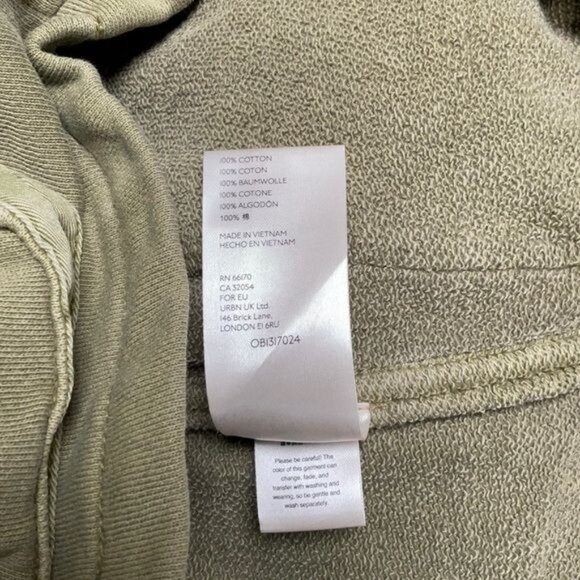 100% COTTON
100% COTON
100% BAUMWOLLE
100% COTONE
100% ALGODÓN
100% 棉
MADE IN VIETNAM
HECHO EN VIETNAM
RN 66170
CA 32054
FOR EU
URBN UK Ltd.
146 Brick Lane,
LONDON E1 6RU
OB1317024
Please be careful! The
color of this garment can
change, fade, and
transfer with washing and
wearing, so be gentle and
wash separately.